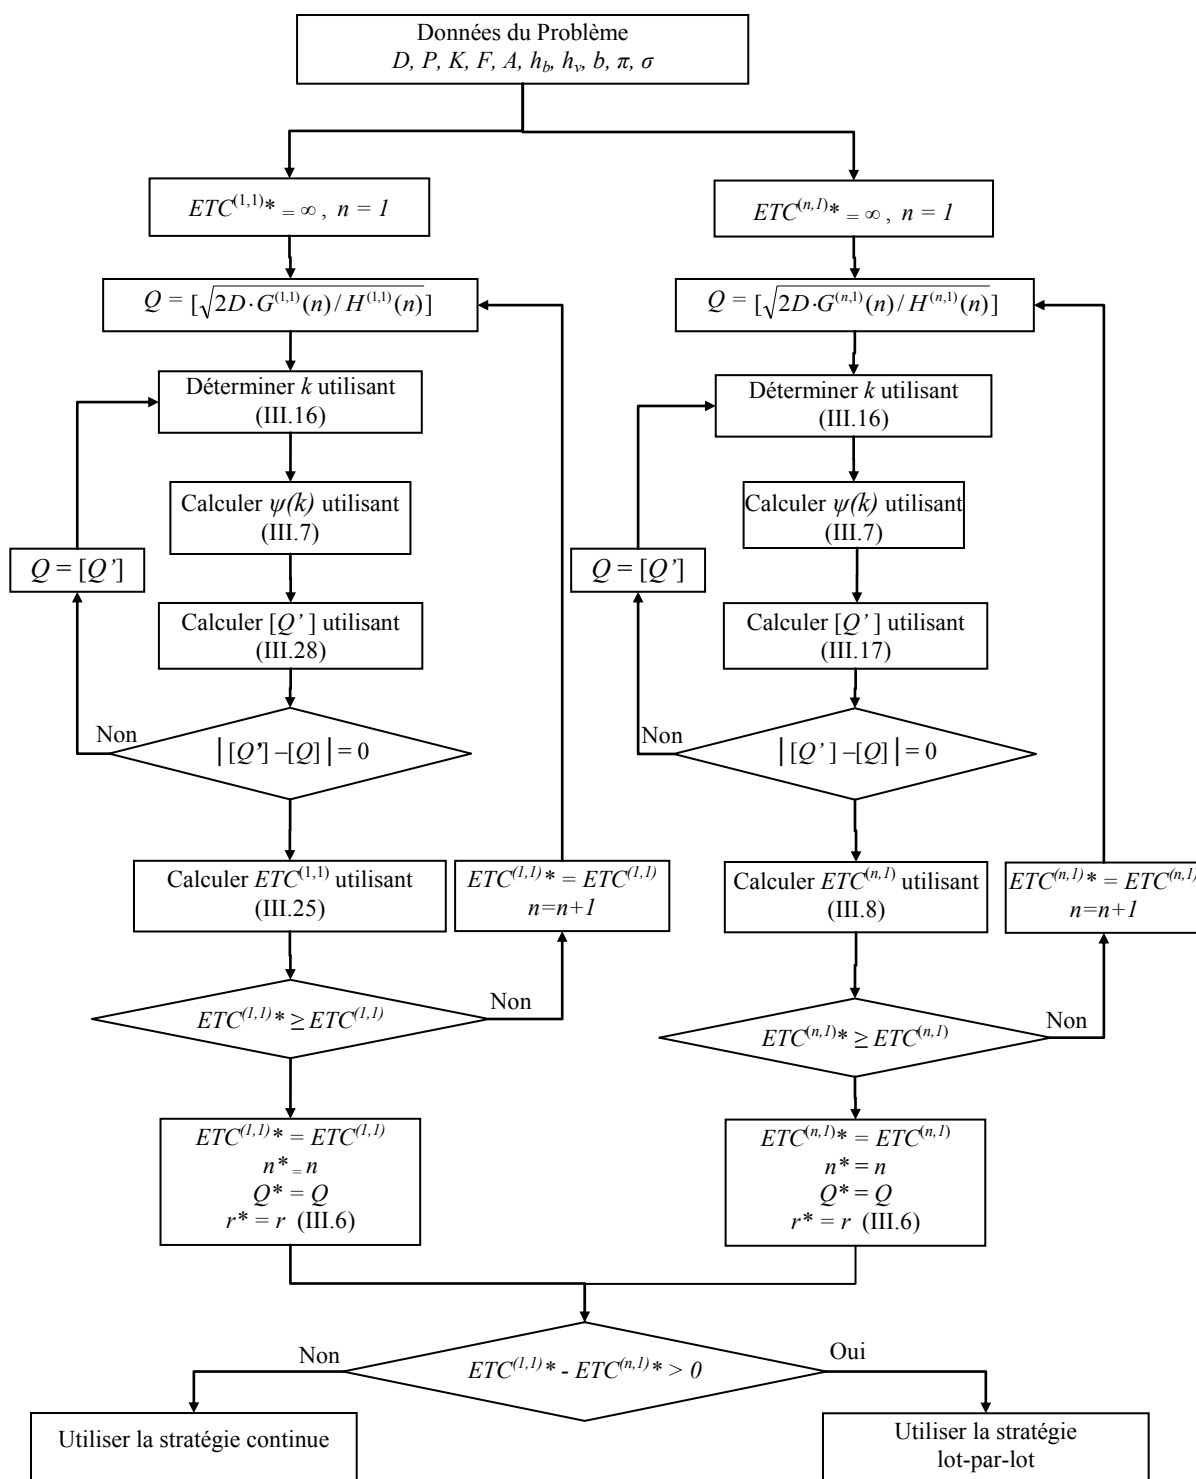 Données du Problème
D, P, K, F, A, h_b, h_v, b, π, σ
ETC^(1,1)* = ∞ , n = 1
Q = [√2D·G^(1,1)(n) / H^(1,1)(n)]
Déterminer k utilisant
(III.16)
Calculer ψ(k) utilisant
(III.7)
Q = [Q’]
Calculer [Q’ ] utilisant
(III.28)
Non
| [Q’] –[Q] | = 0
Calculer ETC^(1,1) utilisant
(III.25)
ETC^(1,1)* = ETC^(1,1)
n=n+1
Non
ETC^(1,1)* ≥ ETC^(1,1)
ETC^(1,1)* = ETC^(1,1)
n* = n
Q* = Q
r* = r (III.6)
ETC^(n,1)* = ∞ , n = 1
Q = [√2D·G^(n,1)(n) / H^(n,1)(n)]
Déterminer k utilisant
(III.16)
Calculer ψ(k) utilisant
(III.7)
Q = [Q’]
Calculer [Q’ ] utilisant
(III.17)
Non
| [Q’ ] –[Q] | = 0
Calculer ETC^(n,1) utilisant
(III.8)
ETC^(n,1)* = ETC^(n,1)
n=n+1
Non
ETC^(n,1)* ≥ ETC^(n,1)
ETC^(n,1)* = ETC^(n,1)
n* = n
Q* = Q
r* = r (III.6)
Non
ETC^(1,1)* - ETC^(n,1)* > 0
Oui
Utiliser la stratégie continue
Utiliser la stratégie
lot-par-lot